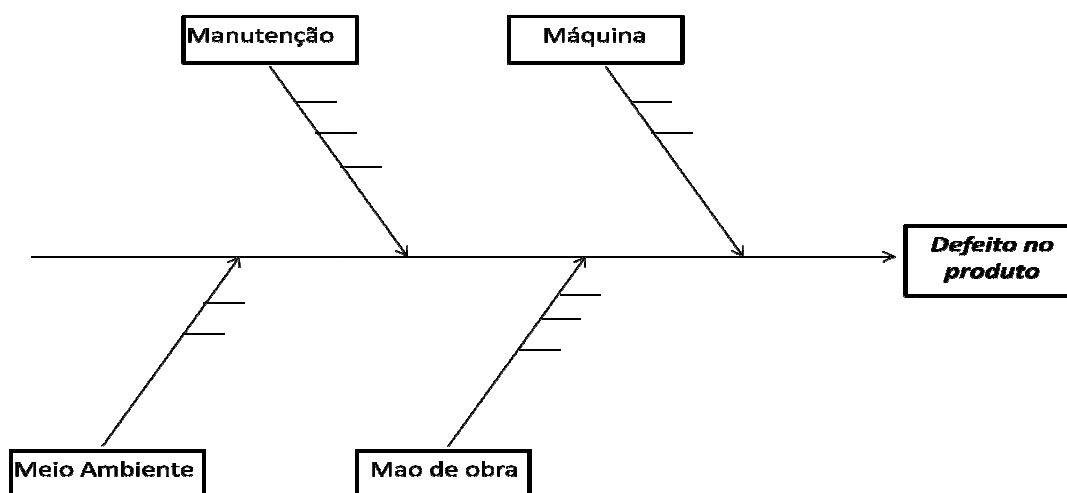 Manutenção
Máquina
Defeito no
produto
Meio Ambiente
Mao de obra